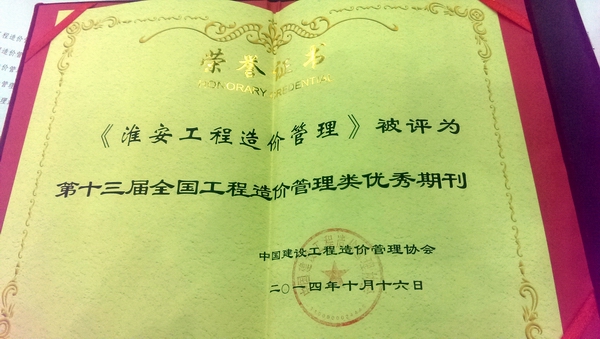 荣誉证书
HONORARY CREDENTIAL
《淮安工程造价管理》被评为
第十三届全国工程造价管理类优秀期刊
中国建设工程造价管理协会
二〇一四年十月十六日